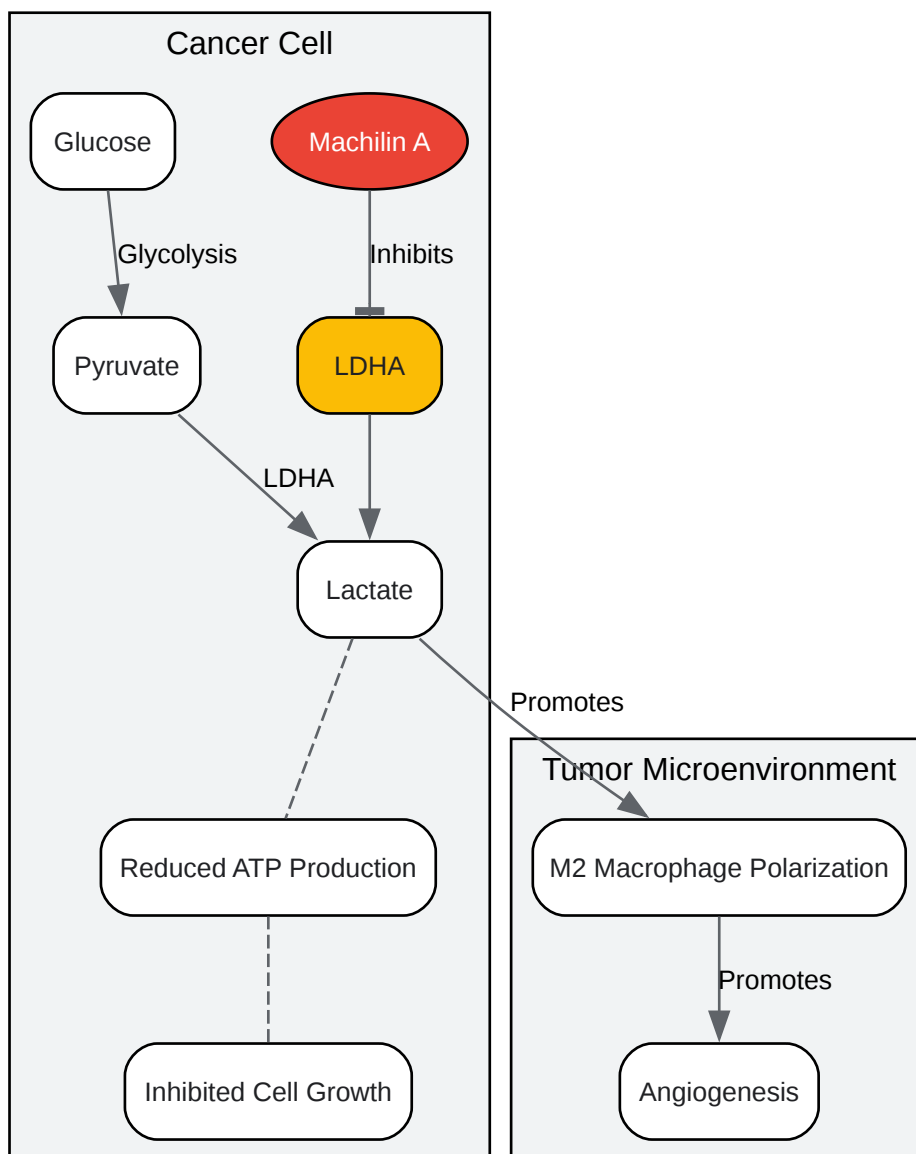 Cancer Cell
Glucose
Machilin A
Glycolysis
Inhibits
Pyruvate
LDHA
LDHA
Lactate
Promotes
Tumor Microenvironment
Reduced ATP Production
M2 Macrophage Polarization
Promotes
Inhibited Cell Growth
Angiogenesis